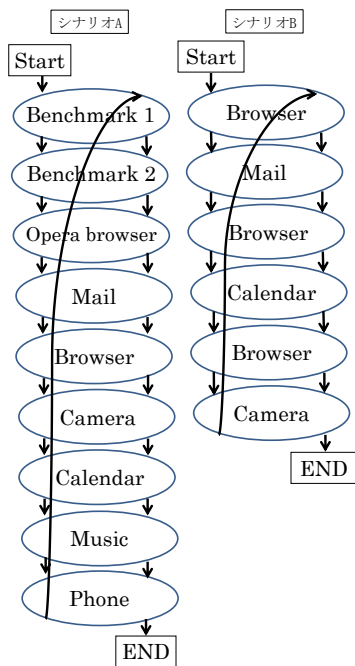 シナリオA
Start
Benchmark 1
Benchmark 2
Opera browser
Mail
Browser
Camera
Calendar
Music
Phone
END
シナリオB
Start
Browser
Mail
Browser
Calendar
Browser
Camera
END